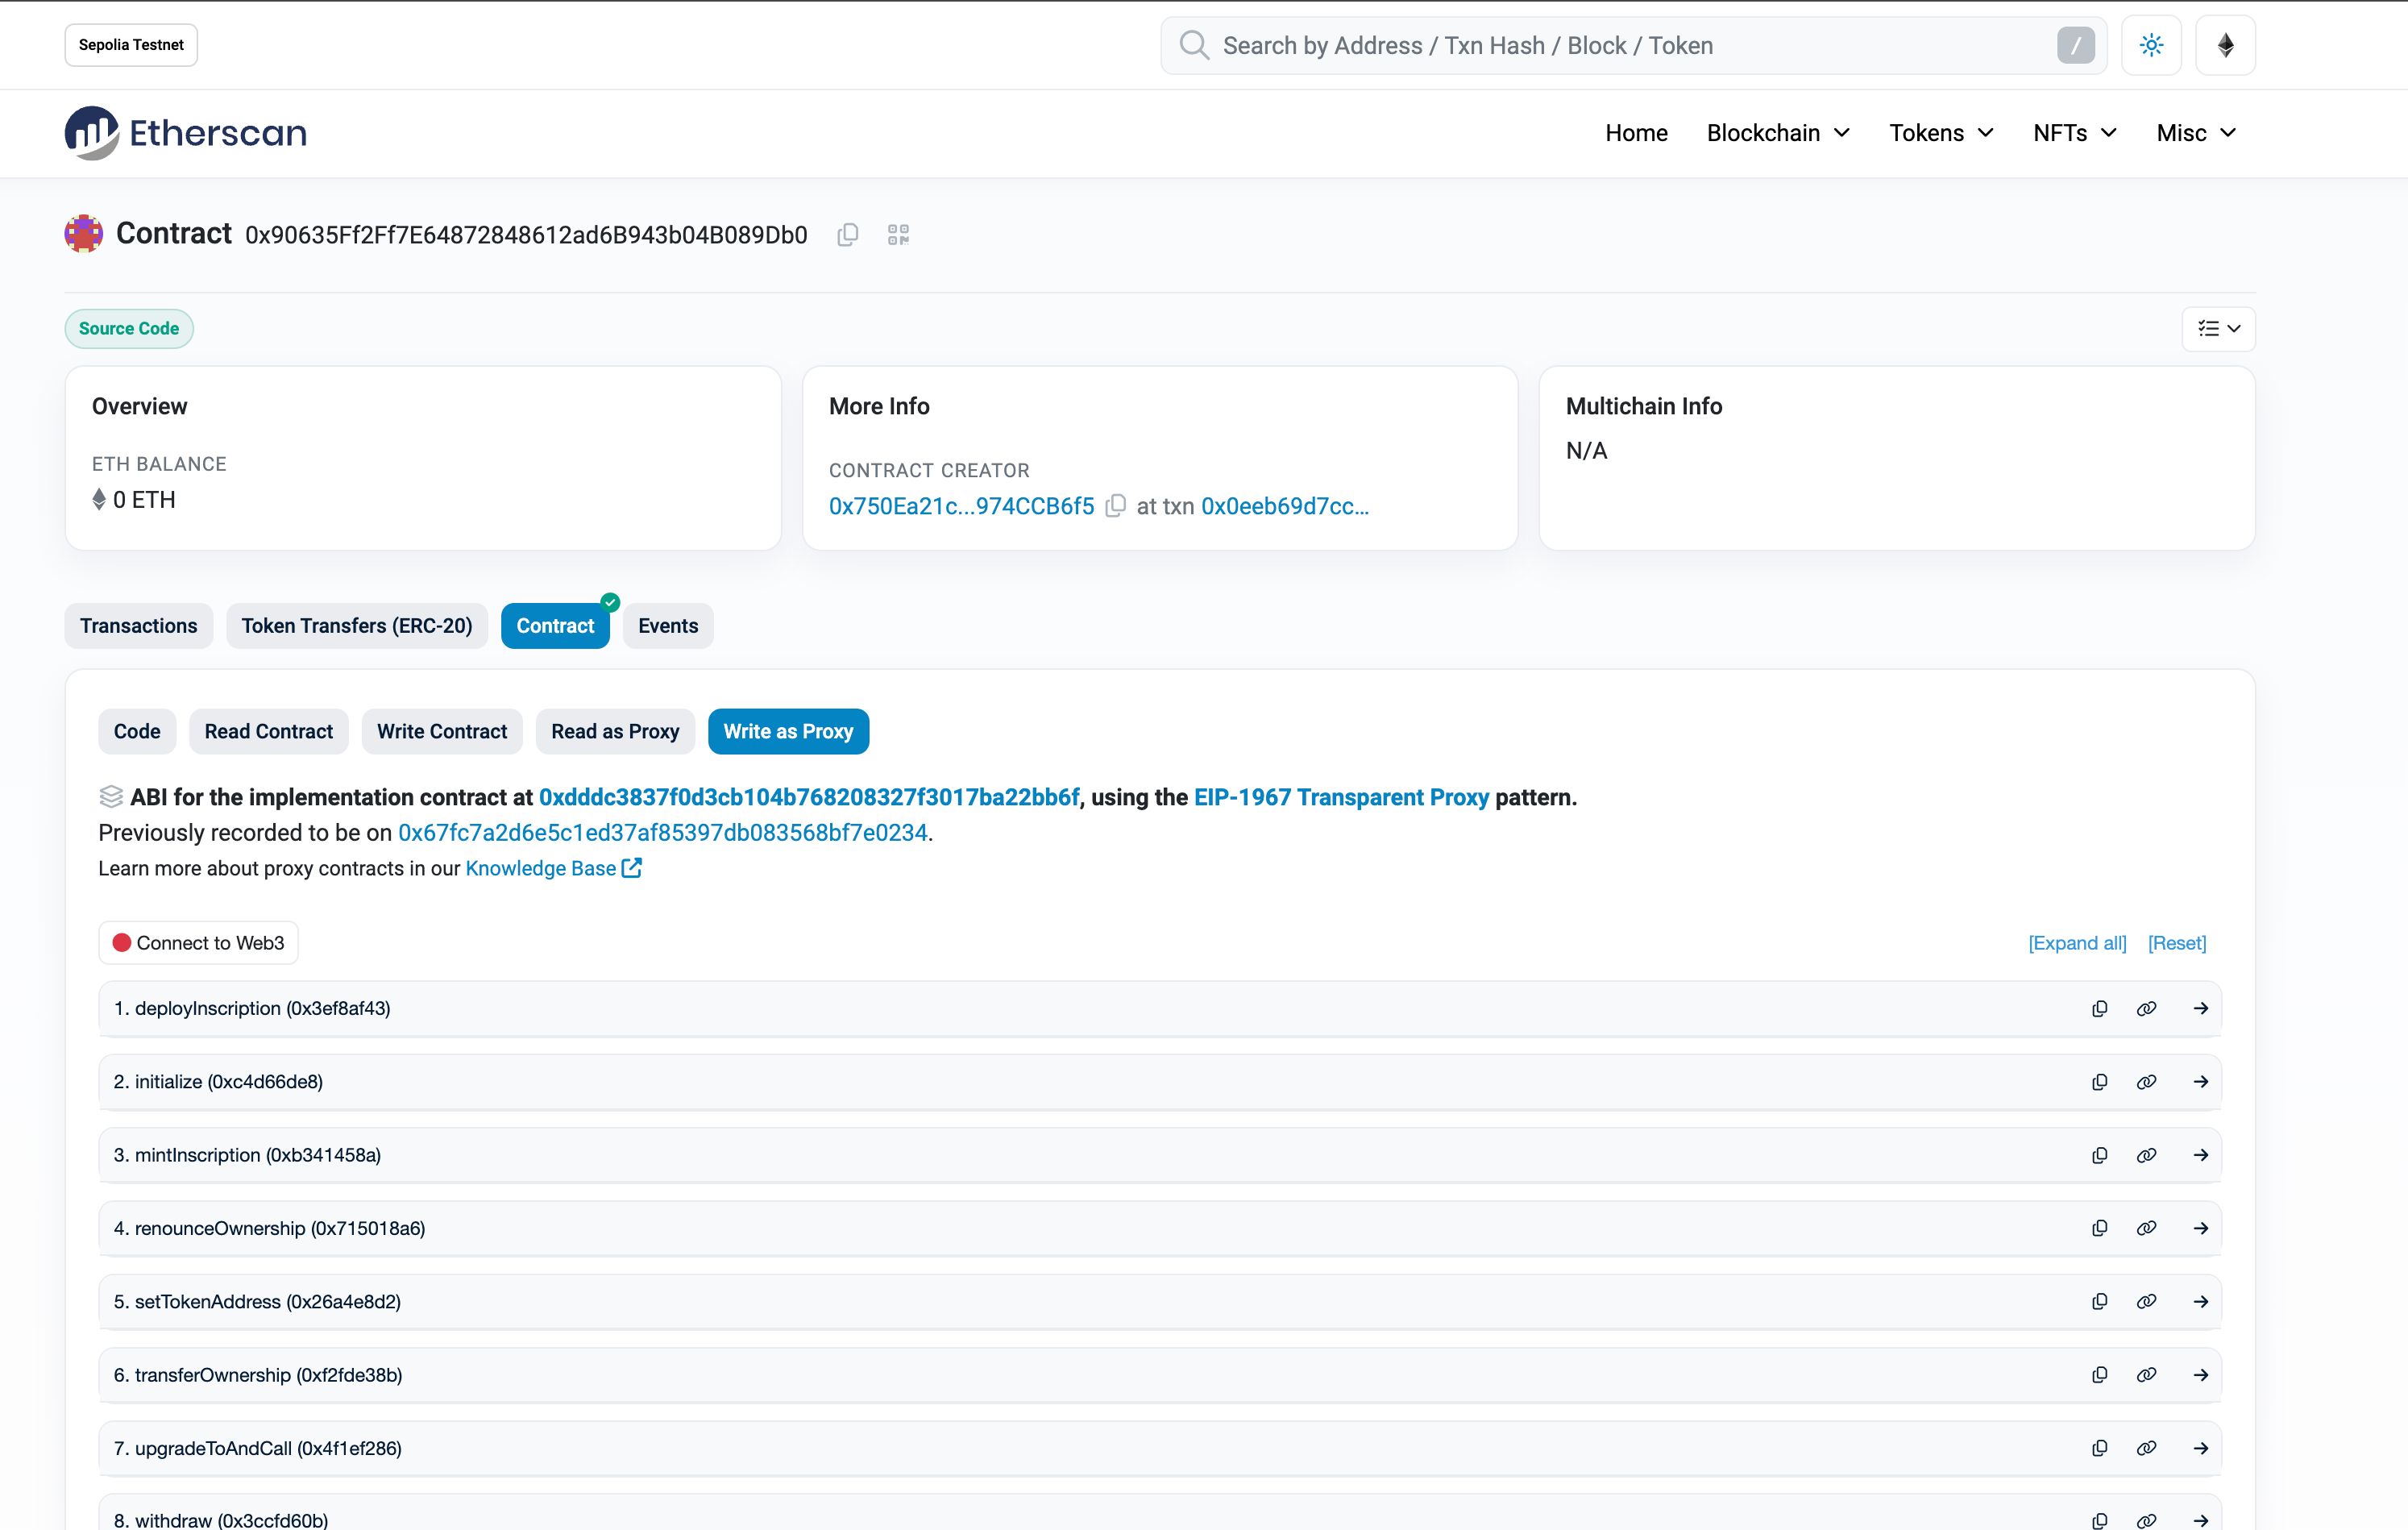 Sepolia Testnet
Search by Address / Txn Hash / Block / Token
/
Etherscan
Home Blockchain Tokens NFTs Misc
Contract 0x90635Ff2Ff7E64872848612ad6B943b04B089Db0
Source Code
Overview
ETH BALANCE
0 ETH
More Info
CONTRACT CREATOR
0x750Ea21c...974CCB6f5 at txn 0x0eeb69d7cc...
Multichain Info
N/A
Transactions Token Transfers (ERC-20) Contract Events
Code Read Contract Write Contract Read as Proxy Write as Proxy
ABI for the implementation contract at 0xdddc3837f0d3cb104b768208327f3017ba22bb6f, using the EIP-1967 Transparent Proxy pattern.
Previously recorded to be on 0x67fc7a2d6e5c1ed37af85397db083568bf7e0234.
Learn more about proxy contracts in our Knowledge Base
Connect to Web3 [Expand all] [Reset]
1. deployInscription (0x3ef8af43)
2. initialize (0xc4d66de8)
3. mintInscription (0xb341458a)
4. renounceOwnership (0x715018a6)
5. setTokenAddress (0x26a4e8d2)
6. transferOwnership (0xf2fde38b)
7. upgradeToAndCall (0x4f1ef286)
8. withdraw (0x3ccfd60b)